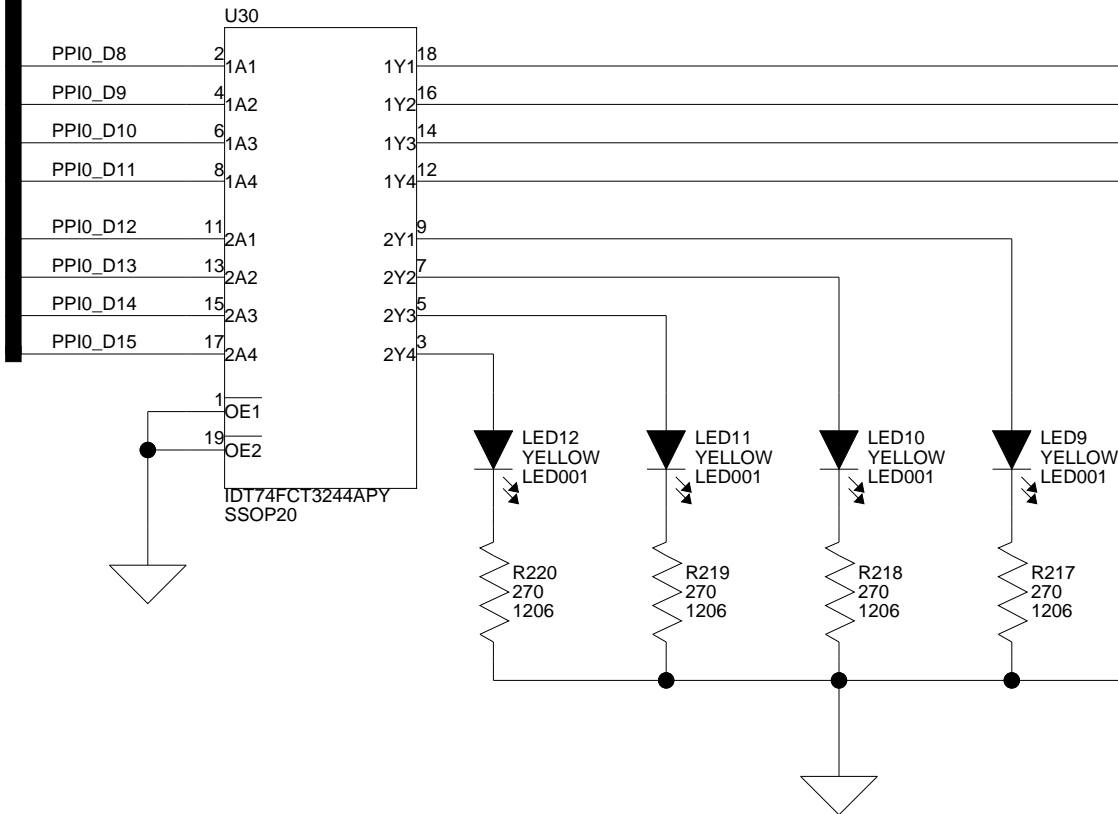 U30
PPI0_D8 2 1A1 1Y1 18
PPI0_D9 4 1A2 1Y2 16
PPI0_D10 6 1A3 1Y3 14
PPI0_D11 8 1A4 1Y4 12
PPI0_D12 11 2A1 2Y1 9
PPI0_D13 13 2A2 2Y2 7
PPI0_D14 15 2A3 2Y3 5
PPI0_D15 17 2A4 2Y4 3
1 OE1
19 OE2
IDT74FCT3244APY
SSOP20
LED12
YELLOW
LED001
LED11
YELLOW
LED001
LED10
YELLOW
LED001
LED9
YELLOW
LED001
R220
270
1206
R219
270
1206
R218
270
1206
R217
270
1206